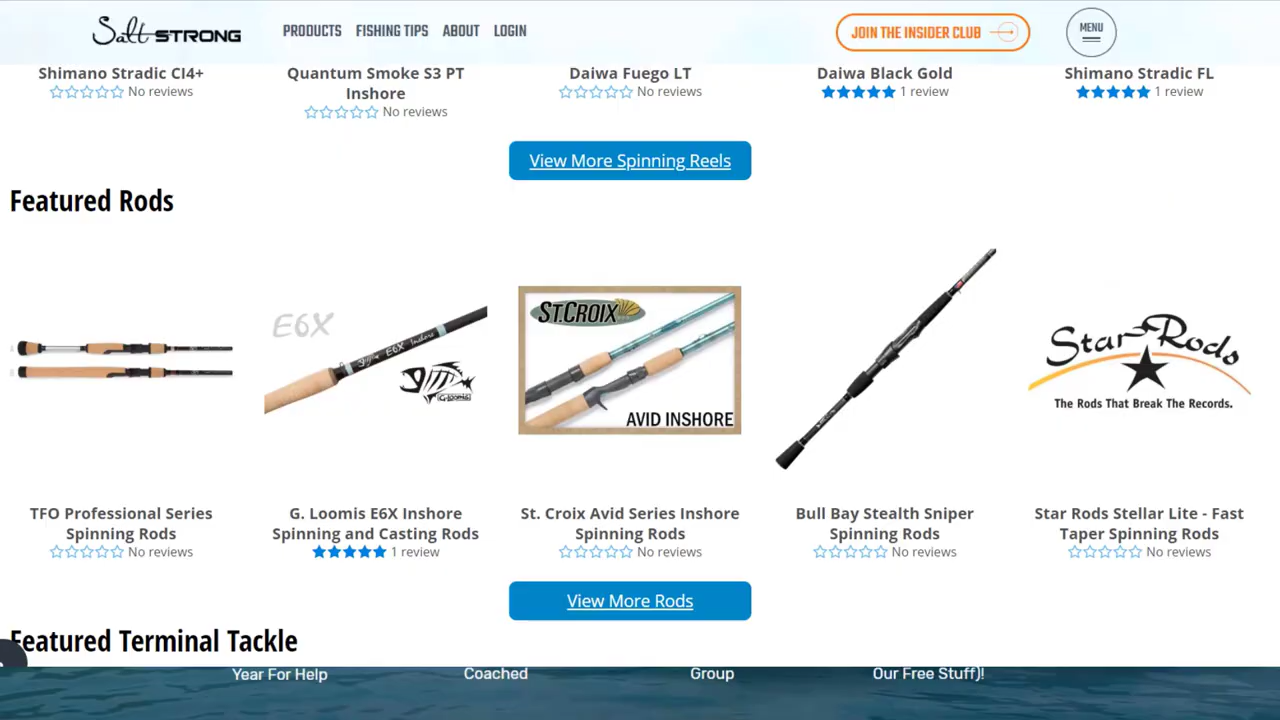 Salt STRONG
PRODUCTS FISHING TIPS ABOUT LOGIN
JOIN THE INSIDER CLUB
MENU
Shimano Stradic CI4+
No reviews
Quantum Smoke S3 PT
Inshore
No reviews
Daiwa Fuego LT
No reviews
Daiwa Black Gold
1 review
Shimano Stradic FL
1 review
View More Spinning Reels
Featured Rods
E6X
E6X Inshore
G.Loomis
ST.CROIX
AVID INSHORE
Star Rods
The Rods That Break The Records.
TFO Professional Series
Spinning Rods
No reviews
G. Loomis E6X Inshore
Spinning and Casting Rods
1 review
St. Croix Avid Series Inshore
Spinning Rods
No reviews
Bull Bay Stealth Sniper
Spinning Rods
No reviews
Star Rods Stellar Lite - Fast
Taper Spinning Rods
No reviews
View More Rods
Featured Terminal Tackle
Year For Help
Coached
Group
Our Free Stuff)!